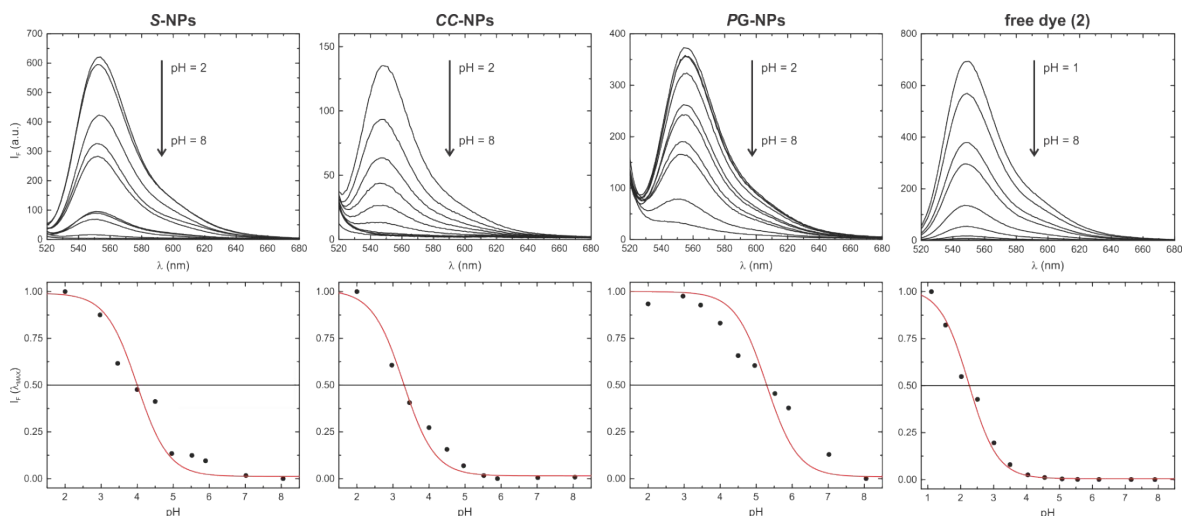 S-NPs
CC-NPs
PG-NPs
free dye (2)
I_F (a.u.)
700
600
500
400
300
200
100
0
pH = 2
pH = 8
520 540 560 580 600 620 640 660 680
λ (nm)
150
100
50
0
pH = 2
pH = 8
520 540 560 580 600 620 640 660 680
λ (nm)
400
300
200
100
0
pH = 2
pH = 8
520 530 540 550 560 580 600 620 640 660 680
λ (nm)
800
600
400
200
0
pH = 1
pH = 8
520 540 560 580 600 620 640 660 680
λ (nm)
I_F (λ_MAX)
1.00
0.75
0.50
0.25
0.00
2 3 4 5 6 7 8
pH
1.00
0.75
0.50
0.25
0.00
2 3 4 5 6 7 8
pH
1.00
0.75
0.50
0.25
0.00
2 3 4 5 6 7 8
pH
1.00
0.75
0.50
0.25
0.00
1 2 3 4 5 6 7 8
pH